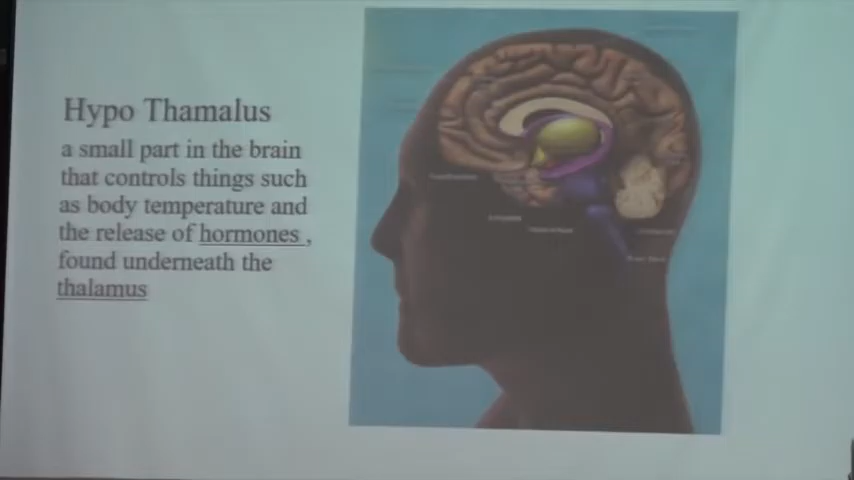 Hypo Thamalus
a small part in the brain
that controls things such
as body temperature and
the release of hormones ,
found underneath the
thalamus